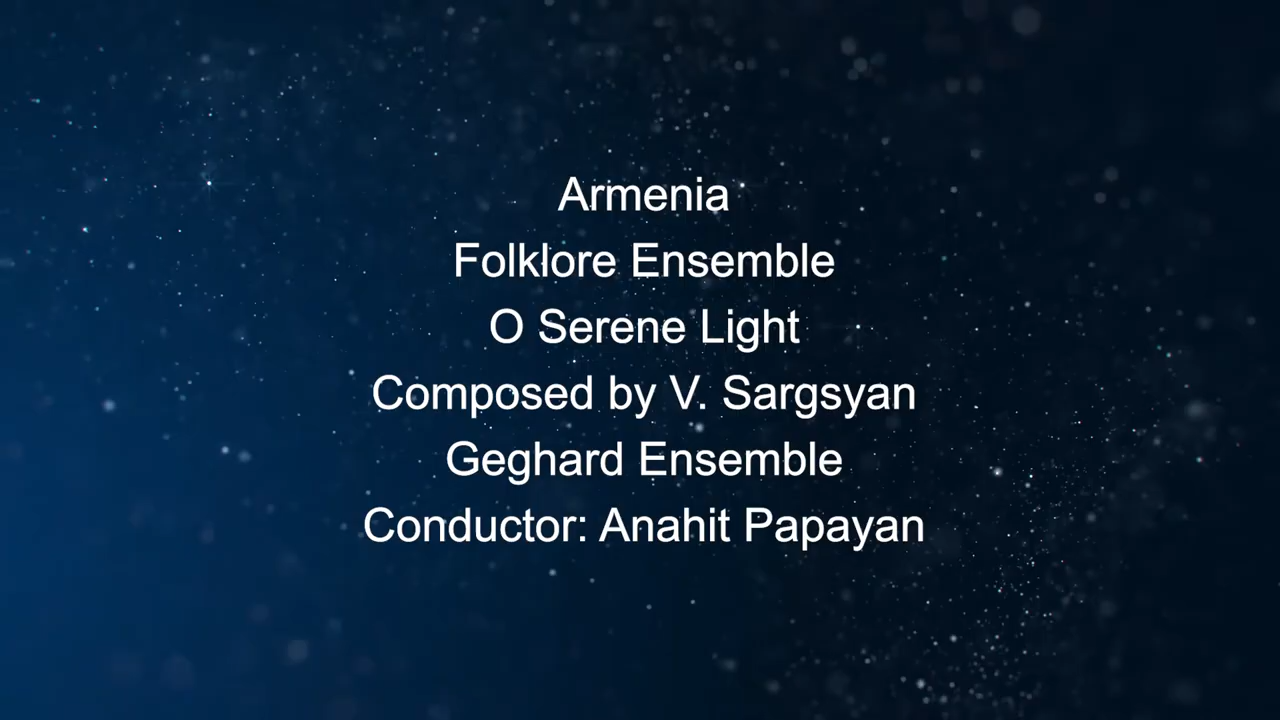 Armenia
Folklore Ensemble
O Serene Light
Composed by V. Sargsyan
Geghard Ensemble
Conductor: Anahit Papayan